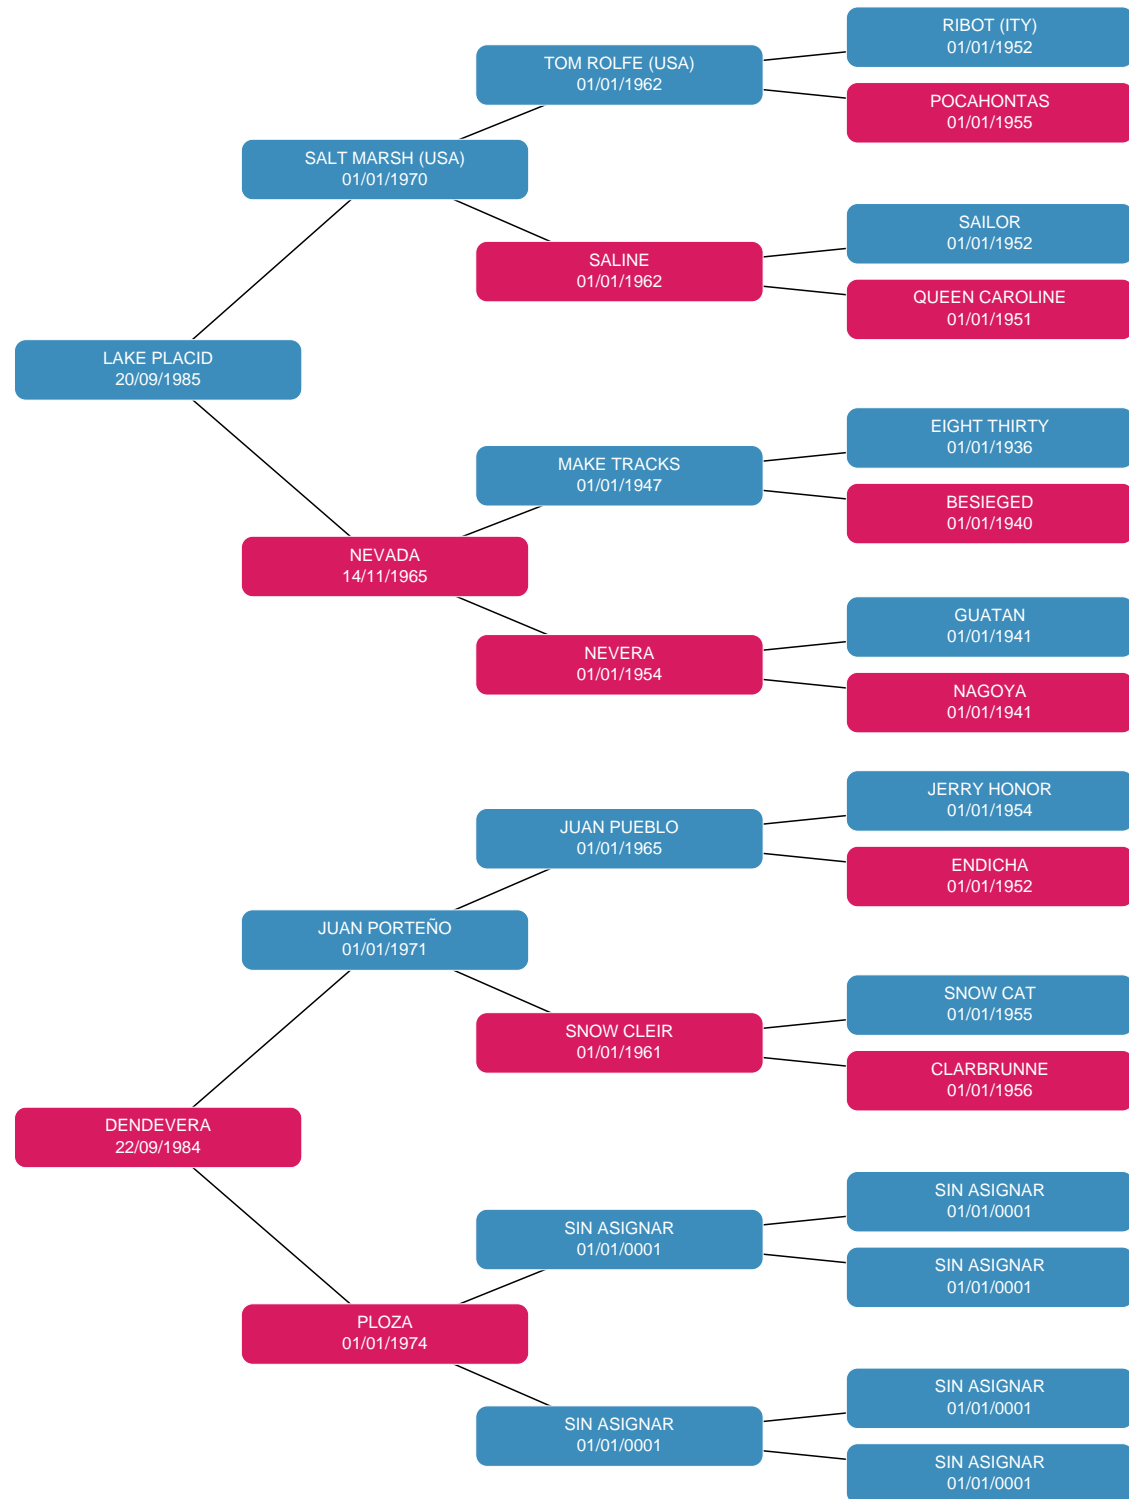 RIBOT (ITY)
01/01/1952
TOM ROLFE (USA)
01/01/1962
POCAHONTAS
01/01/1955
SALT MARSH (USA)
01/01/1970
SAILOR
01/01/1952
SALINE
01/01/1962
QUEEN CAROLINE
01/01/1951
LAKE PLACID
20/09/1985
EIGHT THIRTY
01/01/1936
MAKE TRACKS
01/01/1947
BESIEGED
01/01/1940
NEVADA
14/11/1965
GUATAN
01/01/1941
NEVERA
01/01/1954
NAGOYA
01/01/1941
JERRY HONOR
01/01/1954
JUAN PUEBLO
01/01/1965
ENDICHA
01/01/1952
JUAN PORTEÑO
01/01/1971
SNOW CAT
01/01/1955
SNOW CLEIR
01/01/1961
CLARBRUNNE
01/01/1956
DENDEVERA
22/09/1984
SIN ASIGNAR
01/01/0001
SIN ASIGNAR
01/01/0001
SIN ASIGNAR
01/01/0001
PLOZA
01/01/1974
SIN ASIGNAR
01/01/0001
SIN ASIGNAR
01/01/0001
SIN ASIGNAR
01/01/0001